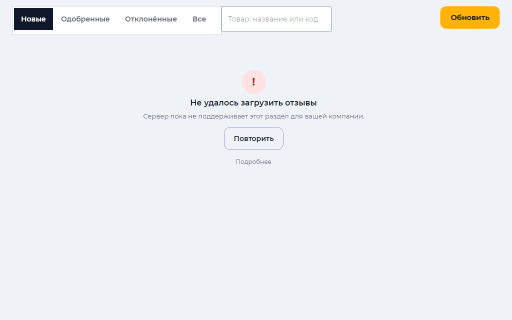 Новые Одобренные Отклонённые Все Товар: название или код Обновить
!
Не удалось загрузить отзывы
Сервер пока не поддерживает этот раздел для вашей компании.
Повторить
Подробнее